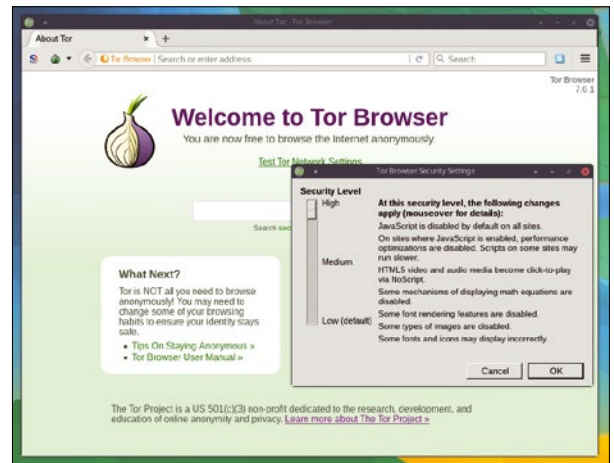 About Tor - Tor Browser
About Tor
Tor Browser
Search or enter address
Search
Tor Browser
7.0.1
Welcome to Tor Browser
You are now free to browse the Internet anonymously.
Test Tor Network Settings
Search
What Next?
Tor is NOT all you need to browse
anonymously! You may need to
change some of your browsing
habits to ensure your identity stays
safe.
• Tips On Staying Anonymous »
• Tor Browser User Manual »
Tor Browser Security Settings
Security Level
High
Medium
Low (default)
At this security level, the following changes
apply (mouseover for details):
JavaScript is disabled by default on all sites.
On sites where JavaScript is enabled, performance
optimizations are disabled. Scripts on some sites may
run slower.
HTML5 video and audio media become click-to-play
via NoScript.
Some mechanisms of displaying math equations are
disabled.
Some font rendering features are disabled.
Some types of images are disabled.
Some fonts and icons may display incorrectly.
Cancel
OK
The Tor Project is a US 501(c)(3) non-profit dedicated to the research, development, and
education of online anonymity and privacy. Learn more about The Tor Project »